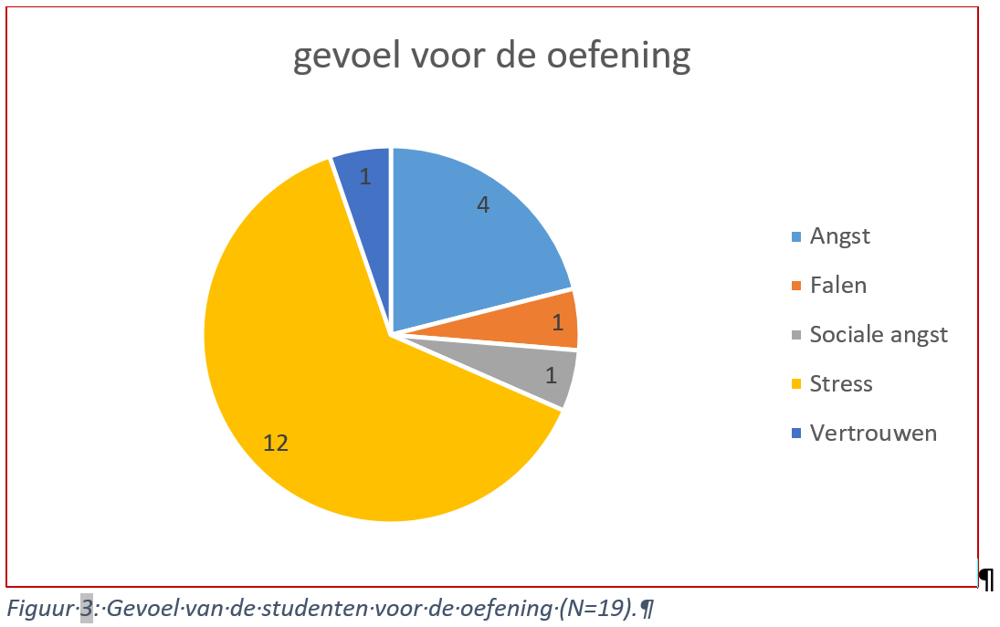 gevoel voor de oefening
1
4
1
1
12
Angst
Falen
Sociale angst
Stress
Vertrouwen
¶
Figuur·3:·Gevoel·van·de·studenten·voor·de·oefening·(N=19).¶